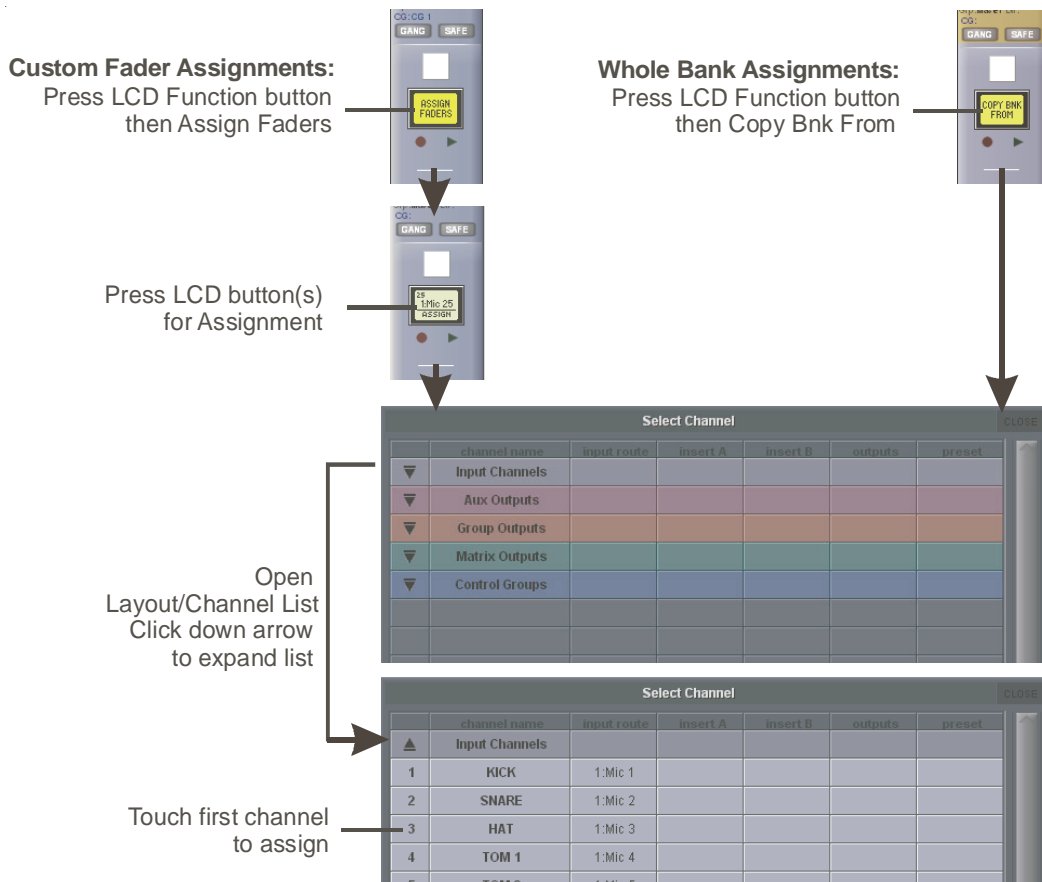 CG:CG 1
GANG SAFE
Custom Fader Assignments:
Press LCD Function button
then Assign Faders
ASSIGN
FADERS
CG:
GANG SAFE
Whole Bank Assignments:
Press LCD Function button
then Copy Bnk From
COPY BNK
FROM
CG:
GANG SAFE
Press LCD button(s)
for Assignment
25
1:Mic 25
ASSIGN
Select Channel CLOSE
channel name input route insert A insert B outputs preset
Input Channels
Aux Outputs
Group Outputs
Matrix Outputs
Control Groups
Open
Layout/Channel List
Click down arrow
to expand list
Select Channel CLOSE
channel name input route insert A insert B outputs preset
Input Channels
1 KICK 1:Mic 1
2 SNARE 1:Mic 2
3 HAT 1:Mic 3
4 TOM 1 1:Mic 4
Touch first channel
to assign